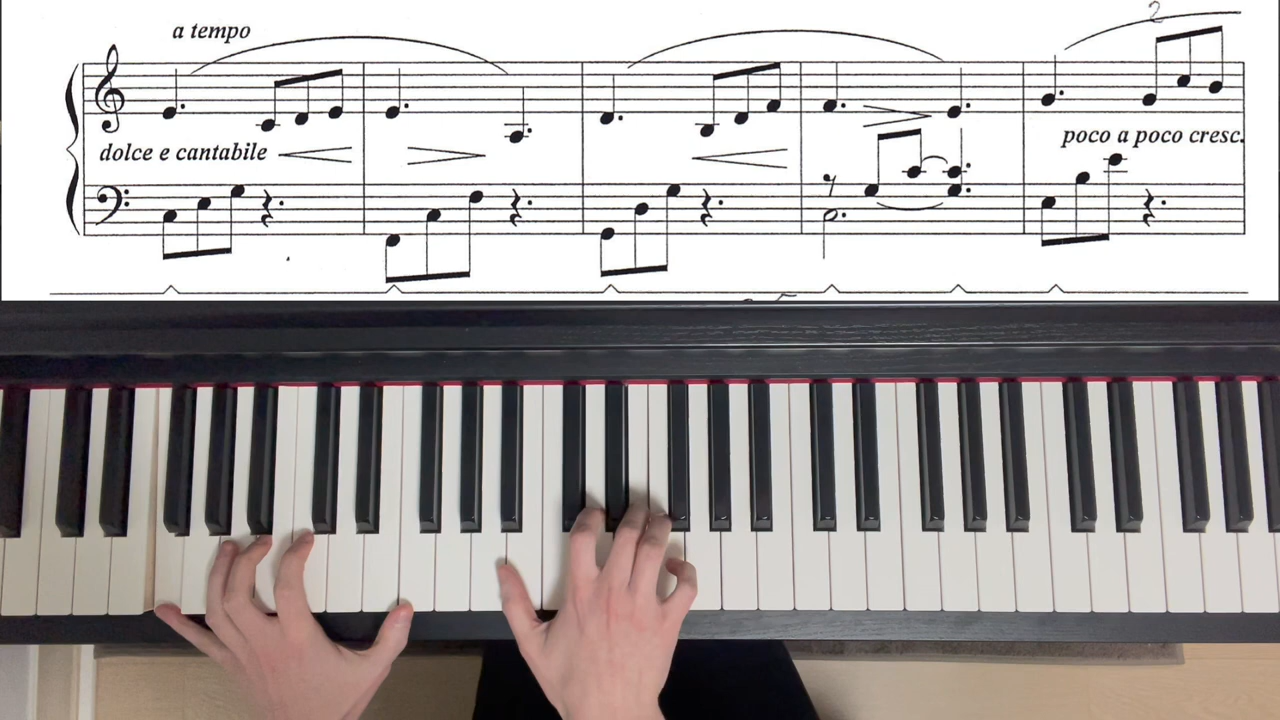 a tempo
2
dolce e cantabile
poco a poco cresc.